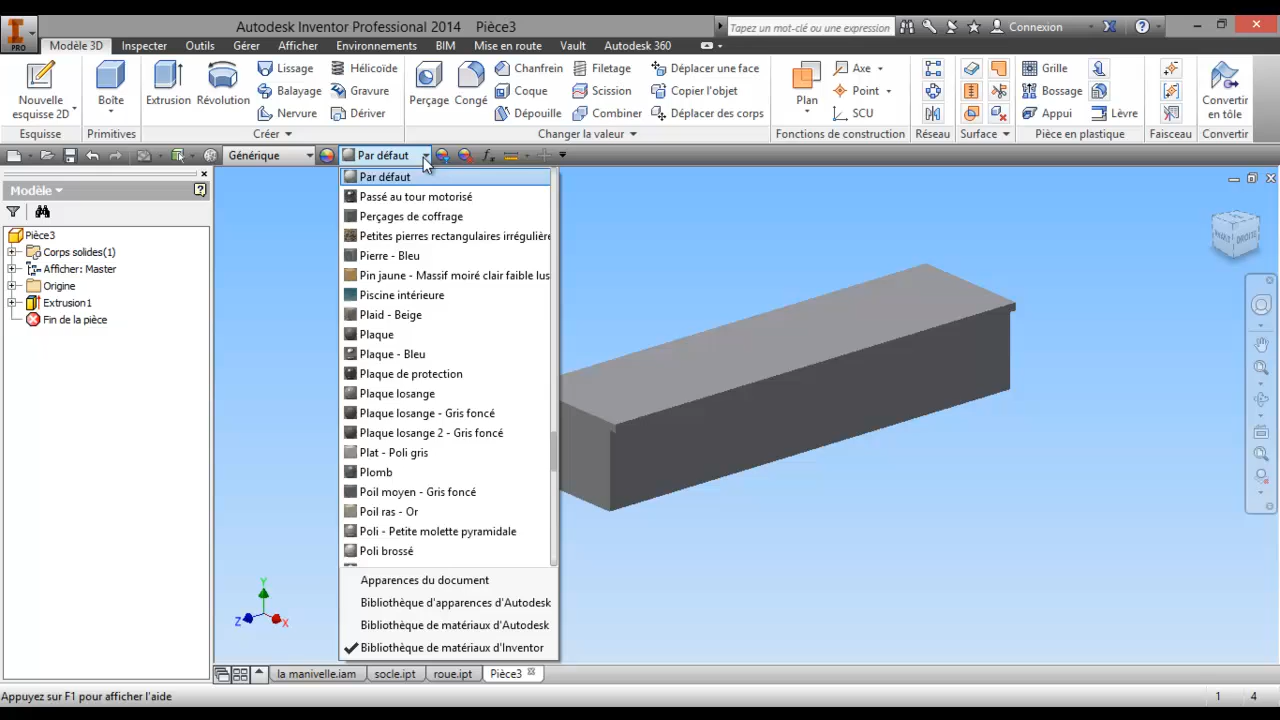 Autodesk Inventor Professional 2014 Pièce3
Tapez un mot-clé ou une expression
Connexion
PRO
Modèle 3D Inspecter Outils Gérer Afficher Environnements BIM Mise en route Vault Autodesk 360
Nouvelle esquisse 2D
Boîte
Extrusion Révolution
Lissage Hélicoïde
Balayage Gravure
Nervure Dériver
Perçage Congé
Chanfrein Filetage Déplacer une face
Coque Scission Copier l'objet
Dépouille Combiner Déplacer des corps
Plan
Axe
Point
SCU
Grille
Bossage
Appui Lèvre
Convertir en tôle
Esquisse Primitives Créer Changer la valeur Fonctions de construction Réseau Surface Pièce en plastique Faisceau Convertir
Générique Par défaut
Modèle
Pièce3
Corps solides(1)
Afficher: Master
Origine
Extrusion1
Fin de la pièce
Par défaut
Passé au tour motorisé
Perçages de coffrage
Petites pierres rectangulaires irrégulière
Pierre - Bleu
Pin jaune - Massif moiré clair faible lus
Piscine intérieure
Plaid - Beige
Plaque
Plaque - Bleu
Plaque de protection
Plaque losange
Plaque losange - Gris foncé
Plaque losange 2 - Gris foncé
Plat - Poli gris
Plomb
Poil moyen - Gris foncé
Poil ras - Or
Poli - Petite molette pyramidale
Poli brossé
Apparences du document
Bibliothèque d'apparences d'Autodesk
Bibliothèque de matériaux d'Autodesk
Bibliothèque de matériaux d'Inventor
DROITE
Y
Z X
la manivelle.iam socle.ipt roue.ipt Pièce3
Appuyez sur F1 pour afficher l'aide
1 4